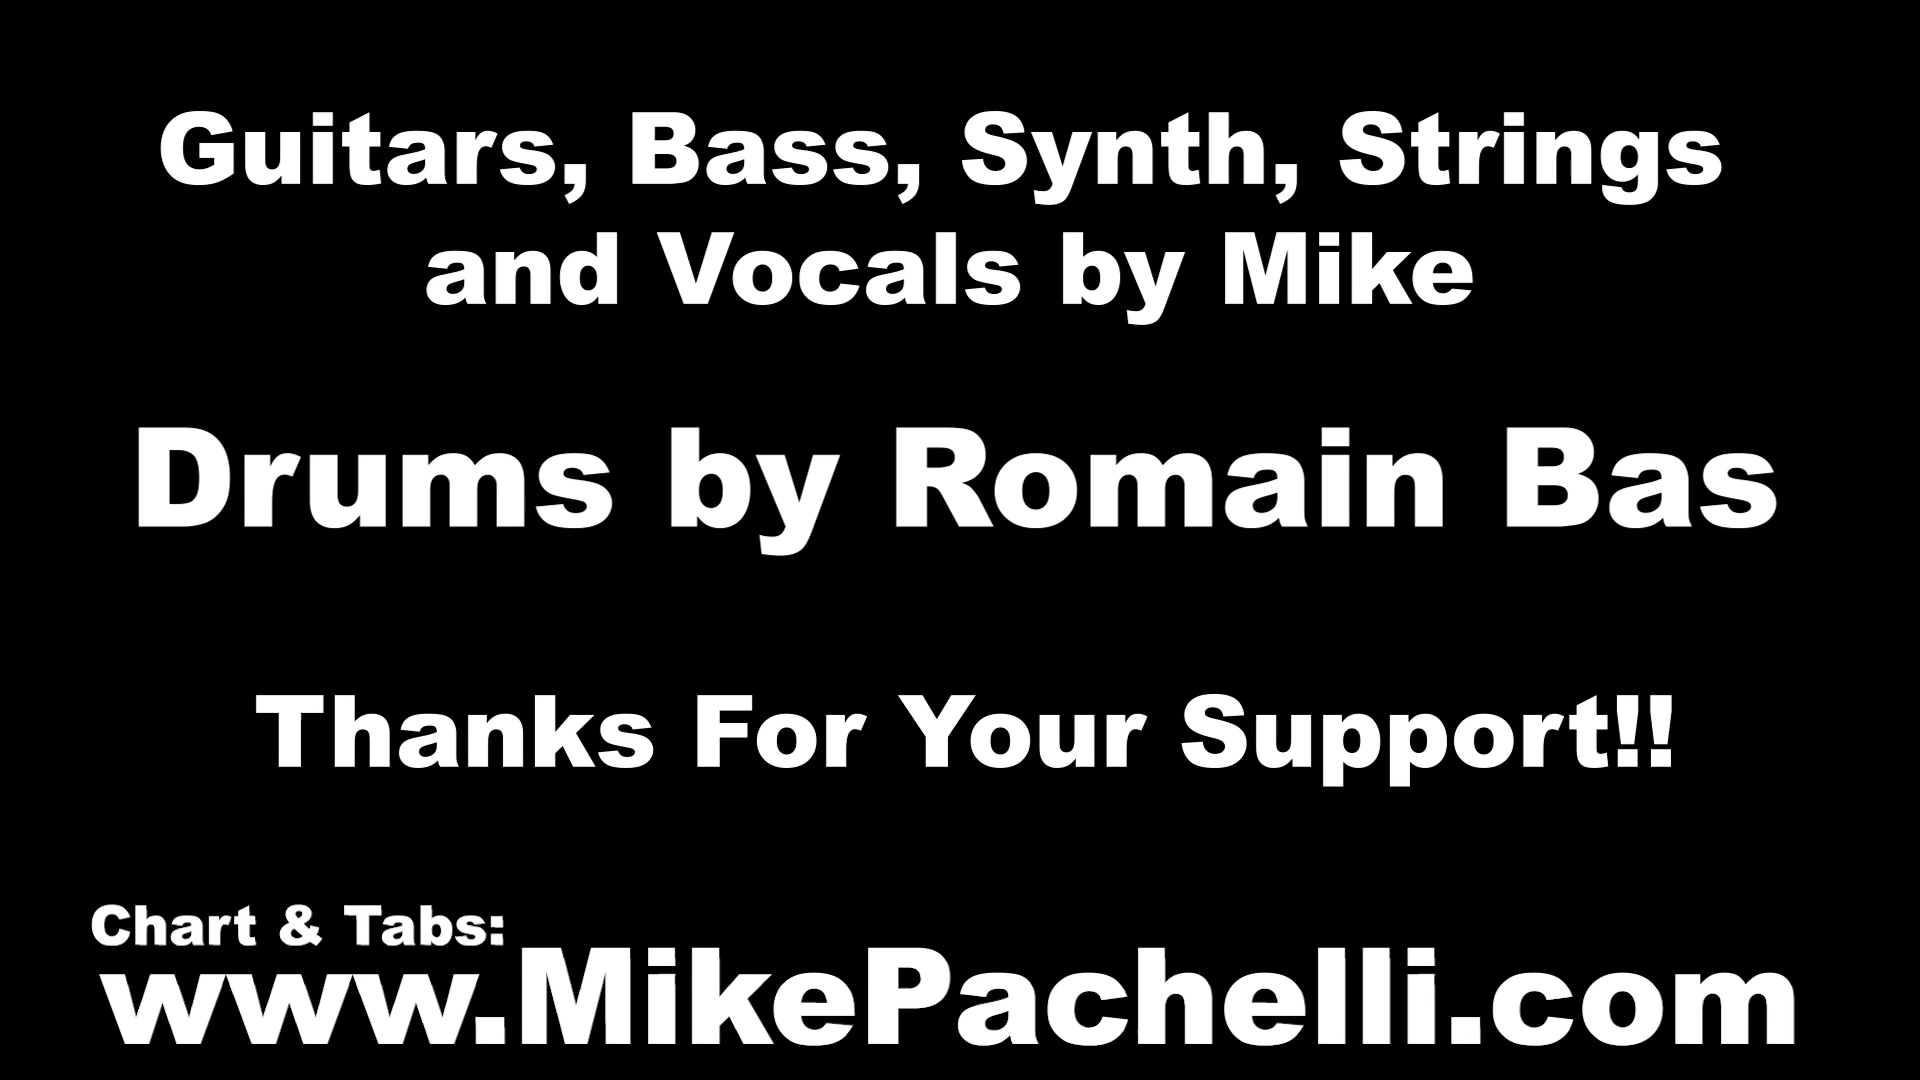 Guitars, Bass, Synth, Strings
and Vocals by Mike
Drums by Romain Bas
Thanks For Your Support!!
Chart & Tabs:
www.MikePachelli.com